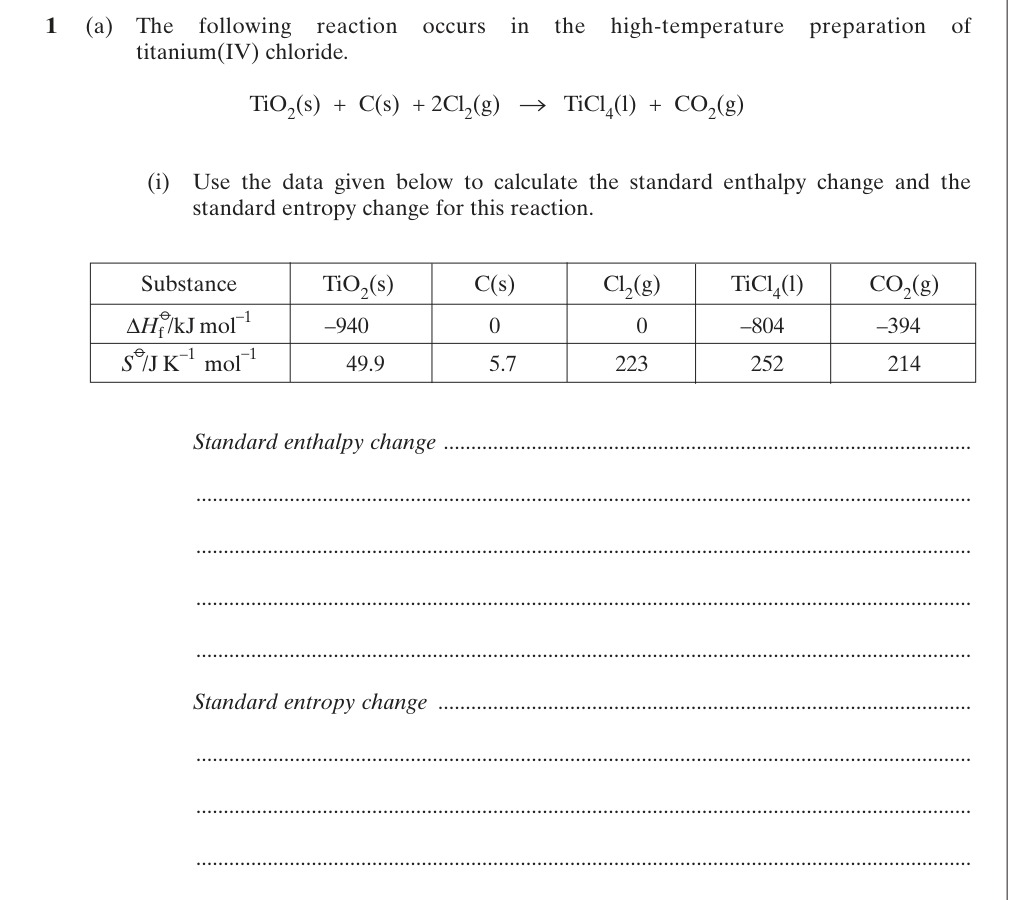 1 (a) The following reaction occurs in the high-temperature preparation of
titanium(IV) chloride.
TiO₂(s) + C(s) + 2Cl₂(g) → TiCl₄(l) + CO₂(g)
(i) Use the data given below to calculate the standard enthalpy change and the
standard entropy change for this reaction.
Substance TiO₂(s) C(s) Cl₂(g) TiCl₄(l) CO₂(g)
ΔH_f^⦵/kJ mol⁻¹ –940 0 0 –804 –394
S^⦵/J K⁻¹ mol⁻¹ 49.9 5.7 223 252 214
Standard enthalpy change ................................................................
................................................................
................................................................
................................................................
................................................................
Standard entropy change ................................................................
................................................................
................................................................
................................................................